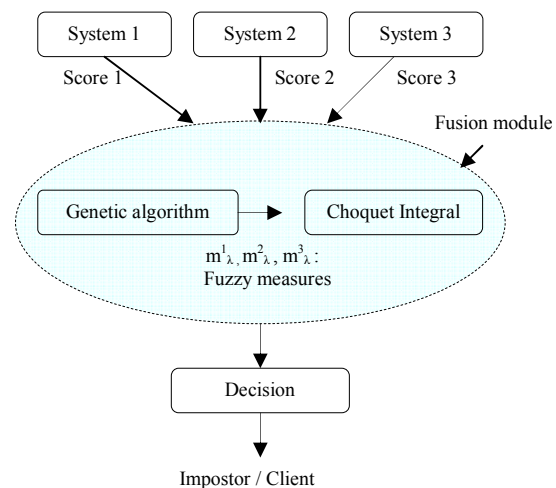 System 1
System 2
System 3
Score 1
Score 2
Score 3
Fusion module
Genetic algorithm
Choquet Integral
m¹λ, m²λ, m³λ:
Fuzzy measures
Decision
Impostor / Client